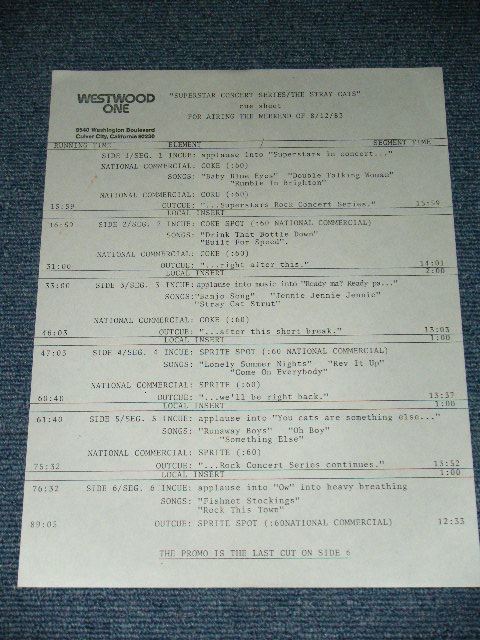 WESTWOOD
ONE
8540 Washington Boulevard
Culver City, California 90230
"SUPERSTAR CONCERT SERIES/THE STRAY CATS"
cue sheet
FOR AIRING THE WEEKEND OF 8/12/83
RUNNING TIME ELEMENT SEGMENT TIME
SIDE 1/SEG. 1 INCUE: applause into "Superstars in concert..."
NATIONAL COMMERCIAL: COKE (:60)
SONGS: "Baby Blue Eyes" "Double Talking Woman"
"Rumble in Brighton"
NATIONAL COMMERCIAL: COKE (:60)
15:59 OUTCUE: "...Superstars Rock Concert Series." 15:59
LOCAL INSERT
16:59 SIDE 2/SEG. 2 INCUE: COKE SPOT (:60 NATIONAL COMMERCIAL)
SONGS: "Drink That Bottle Down"
"Built For Speed".
NATIONAL COMMERCIAL: COKE (:60)
31:00 OUTCUE: "...right after this." 14:01
LOCAL INSERT 2:00
33:00 SIDE 3/SEG. 3 INCUE: applause into music into "Ready ma? Ready pa..."
SONGS:"Banjo Song" "Jennie Jennie Jennie"
"Stray Cat Strut"
NATIONAL COMMERCIAL: COKE (:60)
46:03 OUTCUE: "...after this short break." 13:03
LOCAL INSERT 1:00
47:03 SIDE 4/SEG. 4 INCUE: SPRITE SPOT (:60 NATIONAL COMMERCIAL)
SONGS: "Lonely Summer Nights" "Rev It Up"
"Come On Everybody"
NATIONAL COMMERCIAL: SPRITE (:60)
60:40 OUTCUE: "...we'll be right back." 13:37
LOCAL INSERT 1:00
61:40 SIDE 5/SEG. 5 INCUE: applause into "You cats are something else..."
SONGS: "Runaway Boys" "Oh Boy"
"Something Else"
NATIONAL COMMERCIAL: SPRITE (:60)
75:32 OUTCUE: "...Rock Concert Series continues." 13:52
LOCAL INSERT 1:00
76:32 SIDE 6/SEG. 6 INCUE: applause into "Ow" into heavy breathing
SONGS: "Fishnet Stockings"
"Rock This Town"
89:05 OUTCUE: SPRITE SPOT (:60NATIONAL COMMERCIAL) 12:33
THE PROMO IS THE LAST CUT ON SIDE 6